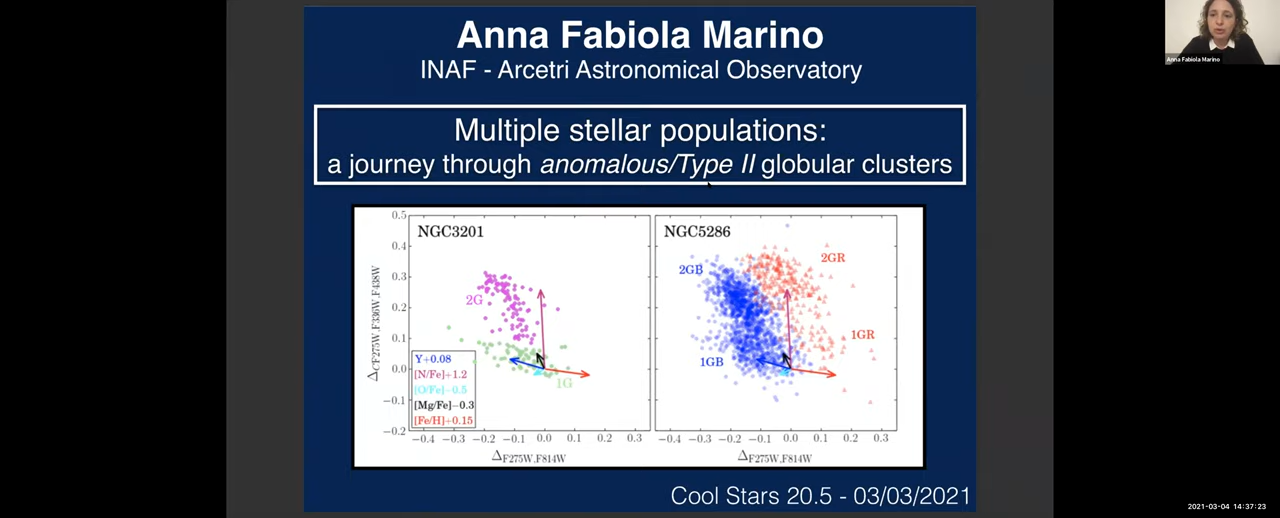 Anna Fabiola Marino
INAF - Arcetri Astronomical Observatory
Multiple stellar populations:
a journey through anomalous/Type II globular clusters
NGC3201
2G
1G
Y+0.08
[N/Fe]+1.2
[O/Fe]−0.5
[Mg/Fe]−0.3
[Fe/H]+0.15
0.5
0.4
0.3
0.2
0.1
0.0
−0.1
−0.2
−0.4 −0.3 −0.2 −0.1 0.0 0.1 0.2 0.3
ΔF275W,F814W
ΔCF275W,F336W,F438W
NGC5286
2GB
2GR
1GR
1GB
−0.4 −0.3 −0.2 −0.1 0.0 0.1 0.2 0.3
ΔF275W,F814W
Cool Stars 20.5 - 03/03/2021
Anna Fabiola Marino
2021-03-04 14:37:23